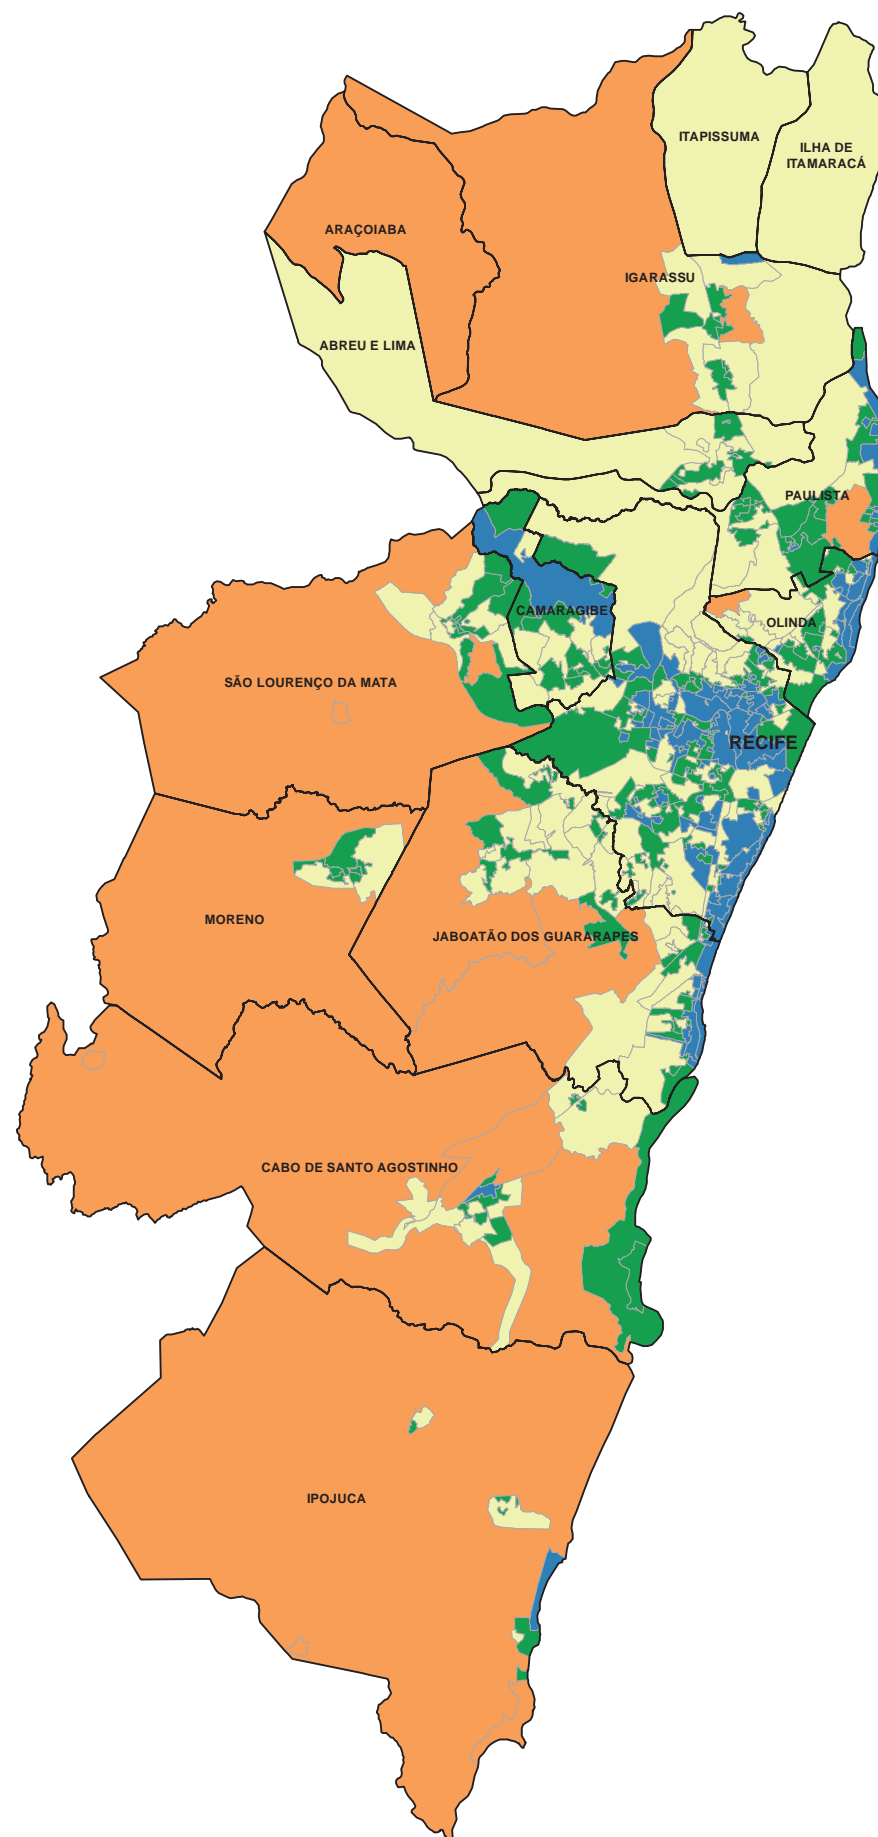 ITAPISSUMA
ILHA DE
ITAMARACÁ
ARAÇOIABA
IGARASSU
ABREU E LIMA
PAULISTA
CAMARAGIBE
OLINDA
SÃO LOURENÇO DA MATA
RECIFE
MORENO
JABOATÃO DOS GUARARAPES
CABO DE SANTO AGOSTINHO
IPOJUCA